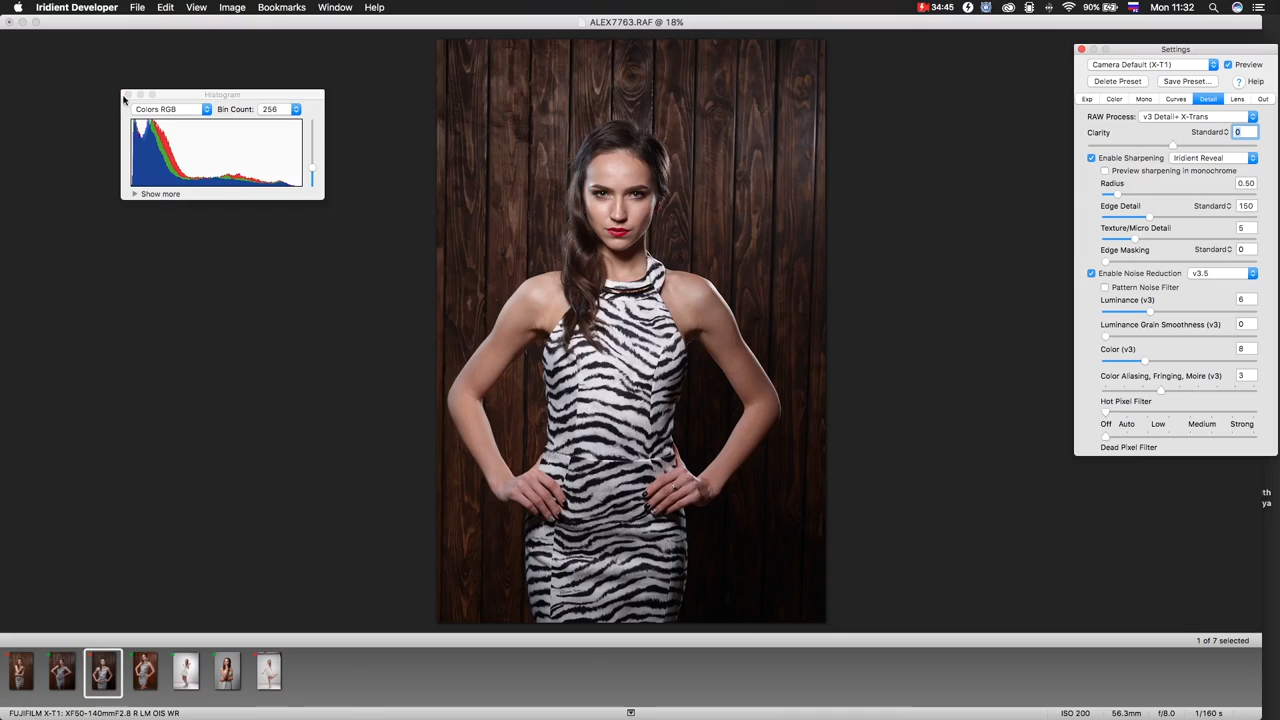 Iridient Developer File Edit View Image Bookmarks Window Help 34:45 90% Mon 11:32
ALEX7763.RAF @ 18%
Histogram
Colors RGB Bin Count: 256
Show more
Settings
Camera Default (X-T1) Preview
Delete Preset Save Preset... ? Help
Exp Color Mono Curves Detail Lens Out
RAW Process: v3 Detail+ X-Trans
Clarity Standard 0
Enable Sharpening Iridient Reveal
Preview sharpening in monochrome
Radius 0.50
Edge Detail Standard 150
Texture/Micro Detail 5
Edge Masking Standard 0
Enable Noise Reduction v3.5
Pattern Noise Filter
Luminance (v3) 6
Luminance Grain Smoothness (v3) 0
Color (v3) 8
Color Aliasing, Fringing, Moire (v3) 3
Hot Pixel Filter
Off Auto Low Medium Strong
Dead Pixel Filter
th
ya
1 of 7 selected
FUJIFILM X-T1: XF50-140mmF2.8 R LM OIS WR ISO 200 56.3mm f/8.0 1/160 s